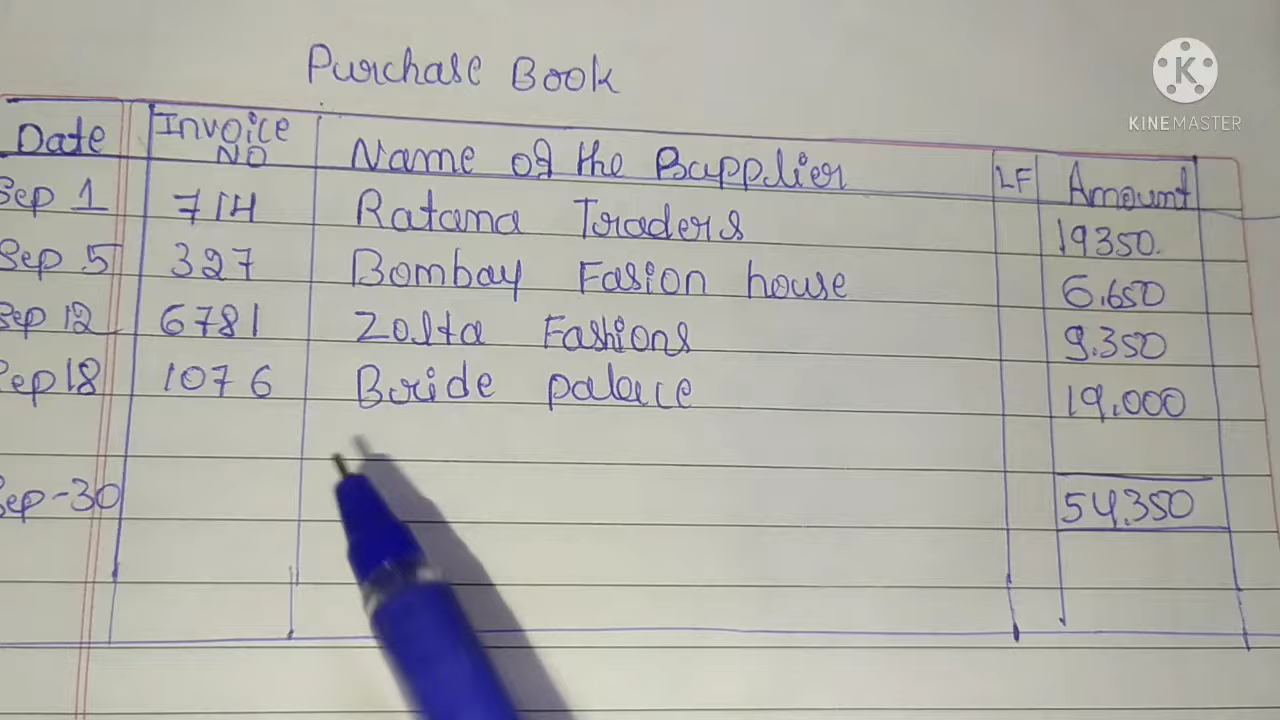 Purchase Book
KINEMASTER
Date Invoice NO Name of the Supplier LF Amount
Sep 1 714 Ratama Traders 19350.
Sep 5 327 Bombay Fasion house 6.650
Sep 12 6781 Zolta Fashions 9.350
Sep 18 1076 Bride palace 19.000
Sep-30 54.350